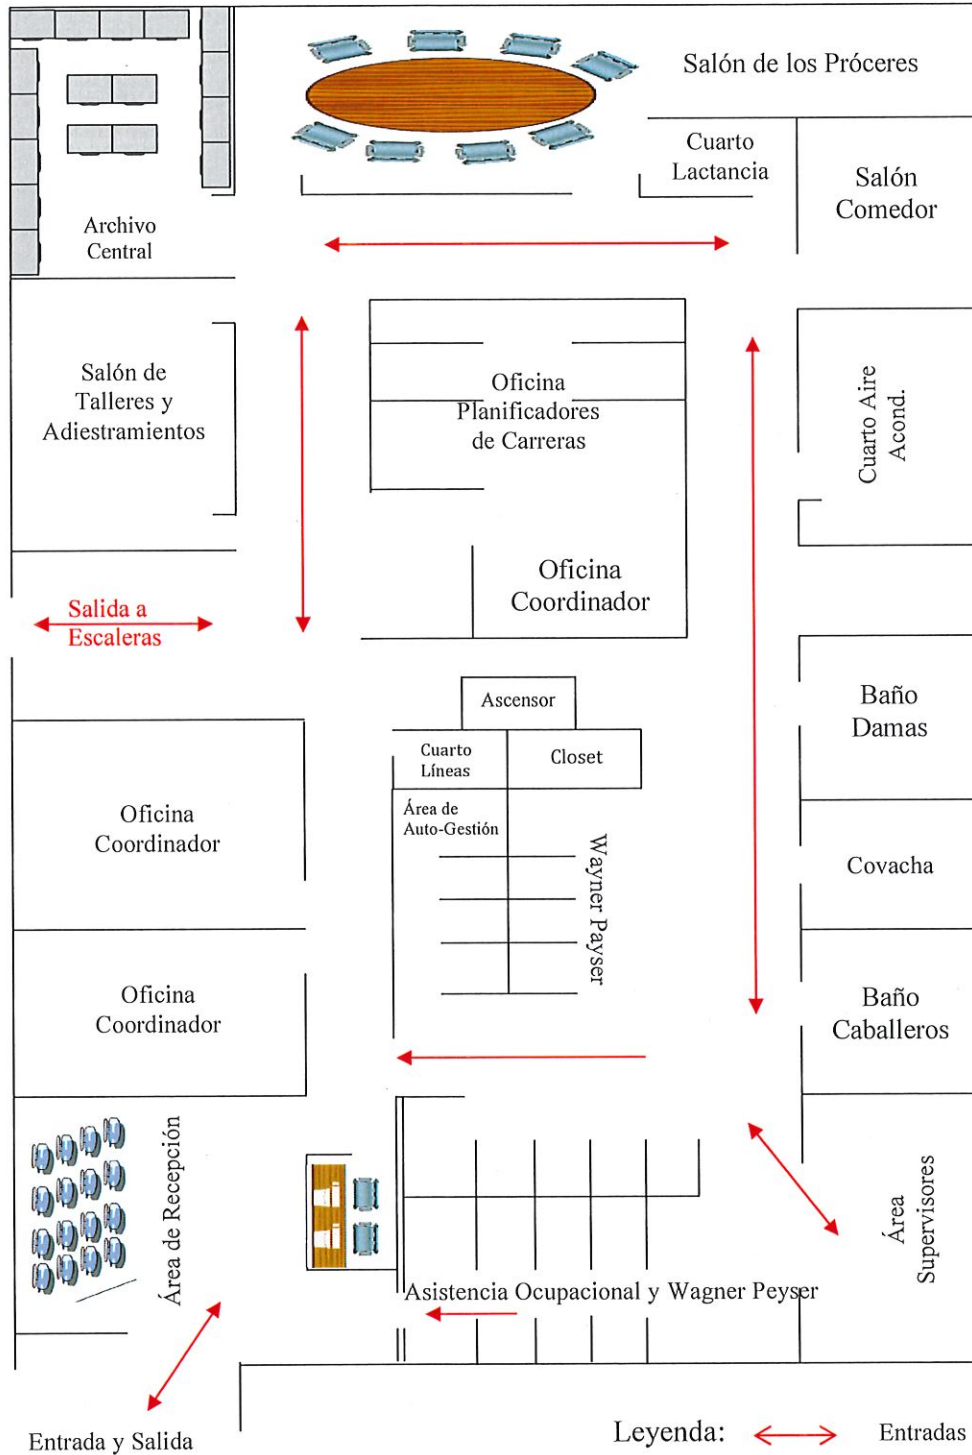 Salón de los Próceres
Cuarto
Lactancia
Salón
Comedor
Archivo
Central
Salón de
Talleres y
Adiestramientos
Oficina
Planificadores
de Carreras
Cuarto Aire
Acond.
Oficina
Coordinador
Salida a
Escaleras
Ascensor
Baño
Damas
Cuarto
Líneas
Closet
Oficina
Coordinador
Área de
Auto-Gestión
Wayner Payser
Covacha
Oficina
Coordinador
Baño
Caballeros
Área de Recepción
Área
Supervisores
Asistencia Ocupacional y Wagner Peyser
Entrada y Salida
Leyenda:
Entradas